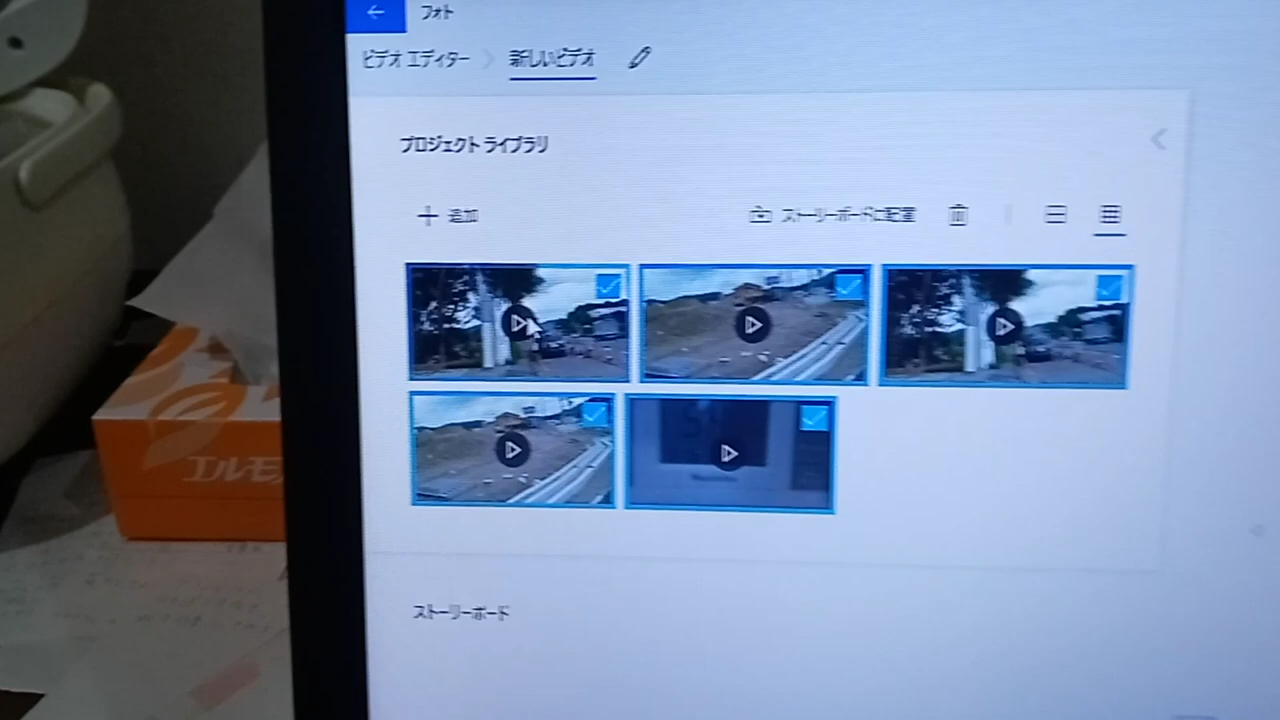 フォト
ビデオ エディター
新しいビデオ
プロジェクト ライブラリ
追加
ストーリーボードに配置
ストーリーボード
エルモ